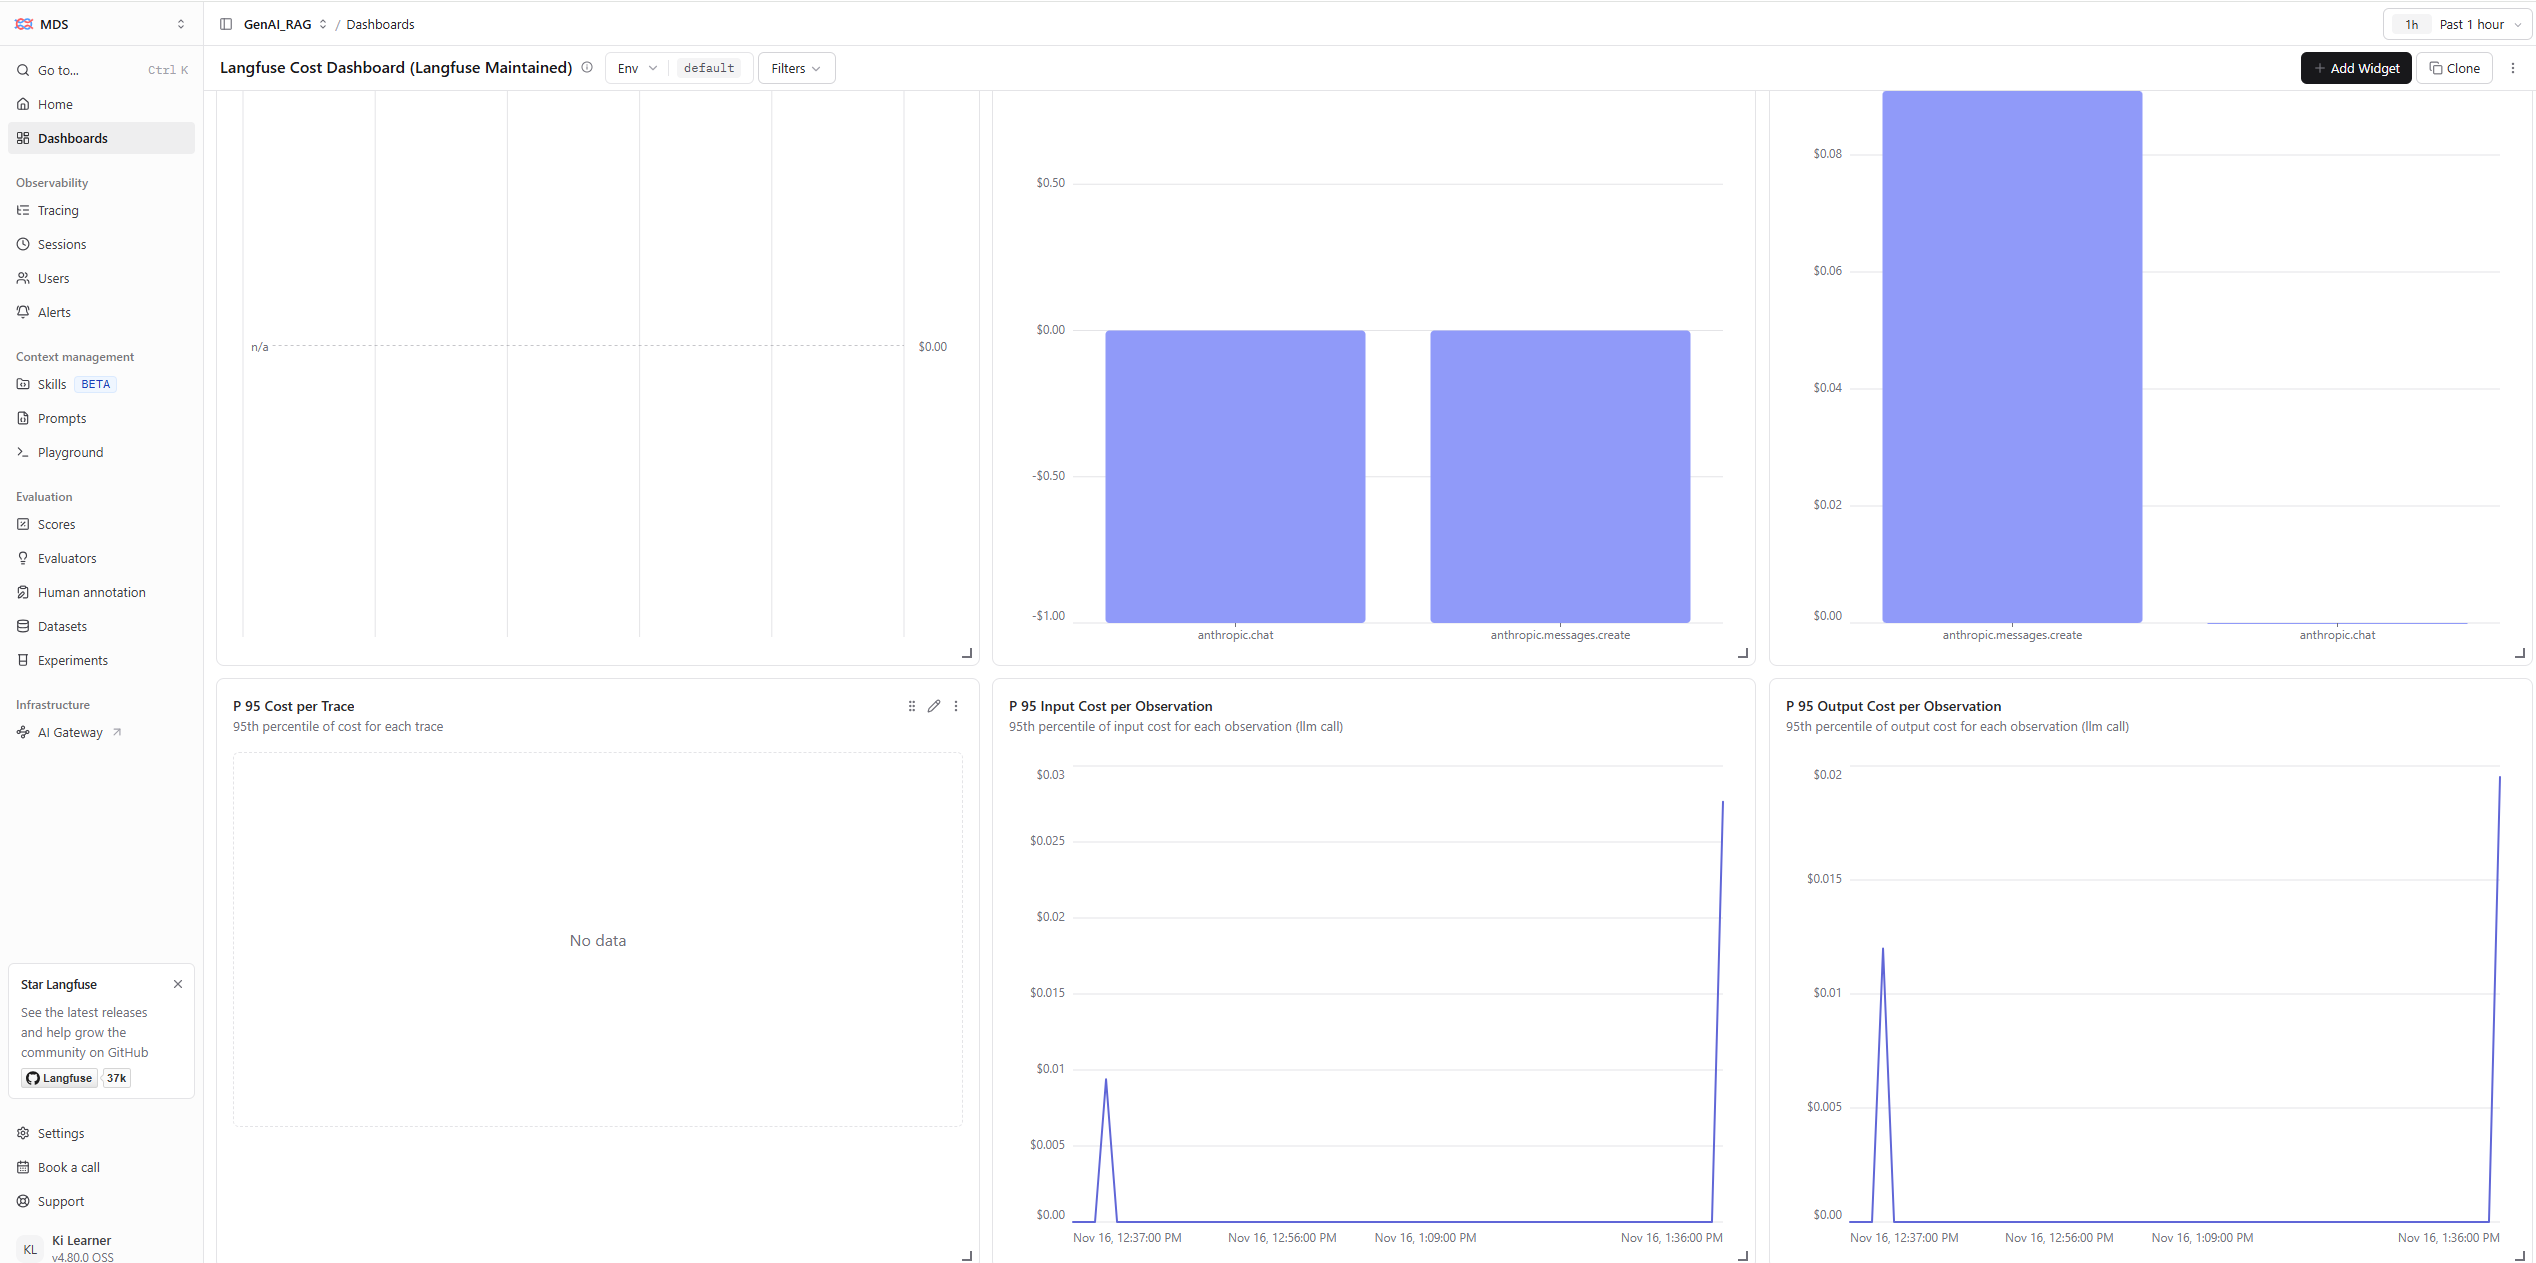 MDS
GenAI_RAG / Dashboards
1h Past 1 hour
Go to... Ctrl K
Home
Dashboards
Observability
Tracing
Sessions
Users
Alerts
Context management
Skills BETA
Prompts
Playground
Evaluation
Scores
Evaluators
Human annotation
Datasets
Experiments
Infrastructure
AI Gateway
Star Langfuse
See the latest releases
and help grow the
community on GitHub
Langfuse 37k
Settings
Book a call
Support
KL Ki Learner
v4.80.0 OSS
Langfuse Cost Dashboard (Langfuse Maintained) Env default Filters
+ Add Widget Clone
n/a $0.00
$0.50
$0.00
-$0.50
-$1.00
anthropic.chat anthropic.messages.create
$0.08
$0.06
$0.04
$0.02
$0.00
anthropic.messages.create anthropic.chat
P 95 Cost per Trace
95th percentile of cost for each trace
No data
P 95 Input Cost per Observation
95th percentile of input cost for each observation (llm call)
$0.03
$0.025
$0.02
$0.015
$0.01
$0.005
$0.00
Nov 16, 12:37:00 PM Nov 16, 12:56:00 PM Nov 16, 1:09:00 PM Nov 16, 1:36:00 PM
P 95 Output Cost per Observation
95th percentile of output cost for each observation (llm call)
$0.02
$0.015
$0.01
$0.005
$0.00
Nov 16, 12:37:00 PM Nov 16, 12:56:00 PM Nov 16, 1:09:00 PM Nov 16, 1:36:00 PM